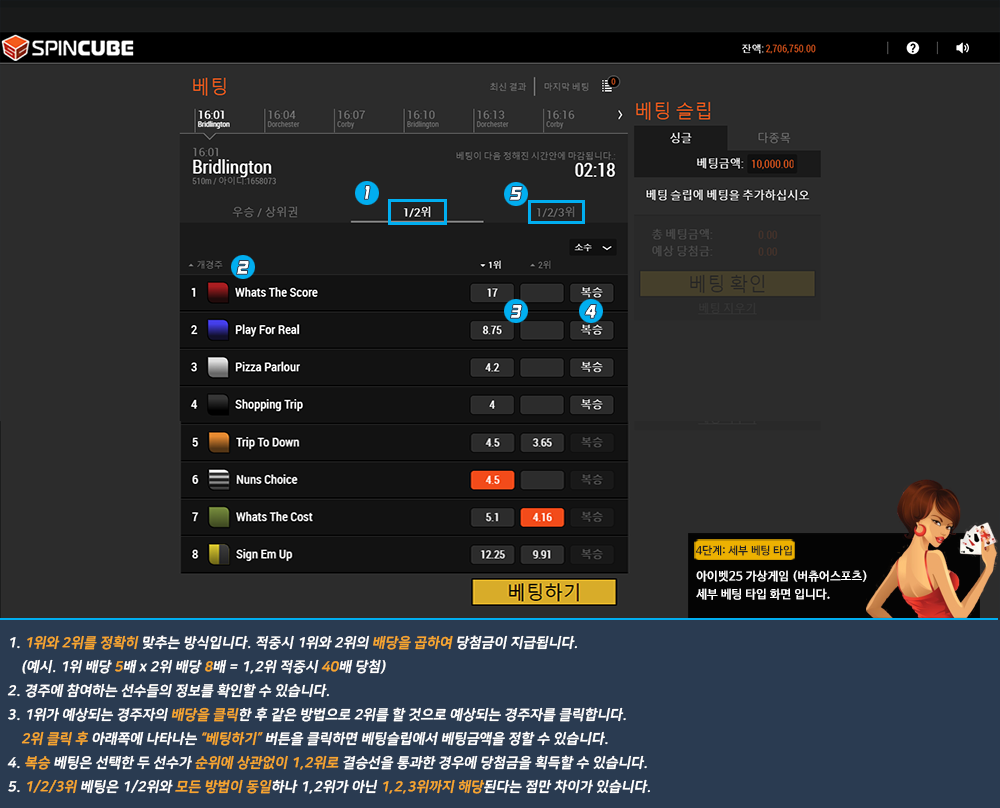 SPINCUBE
잔액: 2,706,750.00
?
베팅
최신 결과
마지막 베팅
0
16:01
Bridlington
16:04
Dorchester
16:07
Corby
16:10
Bridlington
16:13
Dorchester
16:16
Corby
16:01
Bridlington
510m / 아이디:1658073
베팅이 다음 정해진 시간안에 마감됩니다..
02:18
우승 / 상위권
1
1/2위
5
1/2/3위
소수
개경주
2
1위
2위
1 Whats The Score 17 복승
3
4
2 Play For Real 8.75 복승
3 Pizza Parlour 4.2 복승
4 Shopping Trip 4 복승
5 Trip To Down 4.5 3.65 복승
6 Nuns Choice 4.5 복승
7 Whats The Cost 5.1 4.16 복승
8 Sign Em Up 12.25 9.91 복승
베팅하기
베팅 슬립
싱글
다종목
베팅금액: 10,000.00
베팅 슬립에 베팅을 추가하십시오
총 베팅금액: 0.00
예상 당첨금: 0.00
베팅 확인
베팅 지우기
4단계: 세부 베팅 타입
아이벳25 가상게임 (버츄어스포츠)
세부 베팅 타입 화면 입니다.
1. 1위와 2위를 정확히 맞추는 방식입니다. 적중시 1위와 2위의 배당을 곱하여 당첨금이 지급됩니다.
(예시. 1위 배당 5배 x 2위 배당 8배 = 1,2위 적중시 40배 당첨)
2. 경주에 참여하는 선수들의 정보를 확인할 수 있습니다.
3. 1위가 예상되는 경주자의 배당을 클릭한 후 같은 방법으로 2위를 할 것으로 예상되는 경주자를 클릭합니다.
2위 클릭 후 아래쪽에 나타나는 "베팅하기" 버튼을 클릭하면 베팅슬립에서 베팅금액을 정할 수 있습니다.
4. 복승 베팅은 선택한 두 선수가 순위에 상관없이 1,2위로 결승선을 통과한 경우에 당첨금을 획득할 수 있습니다.
5. 1/2/3위 베팅은 1/2위와 모든 방법이 동일하나 1,2위가 아닌 1,2,3위까지 해당된다는 점만 차이가 있습니다.